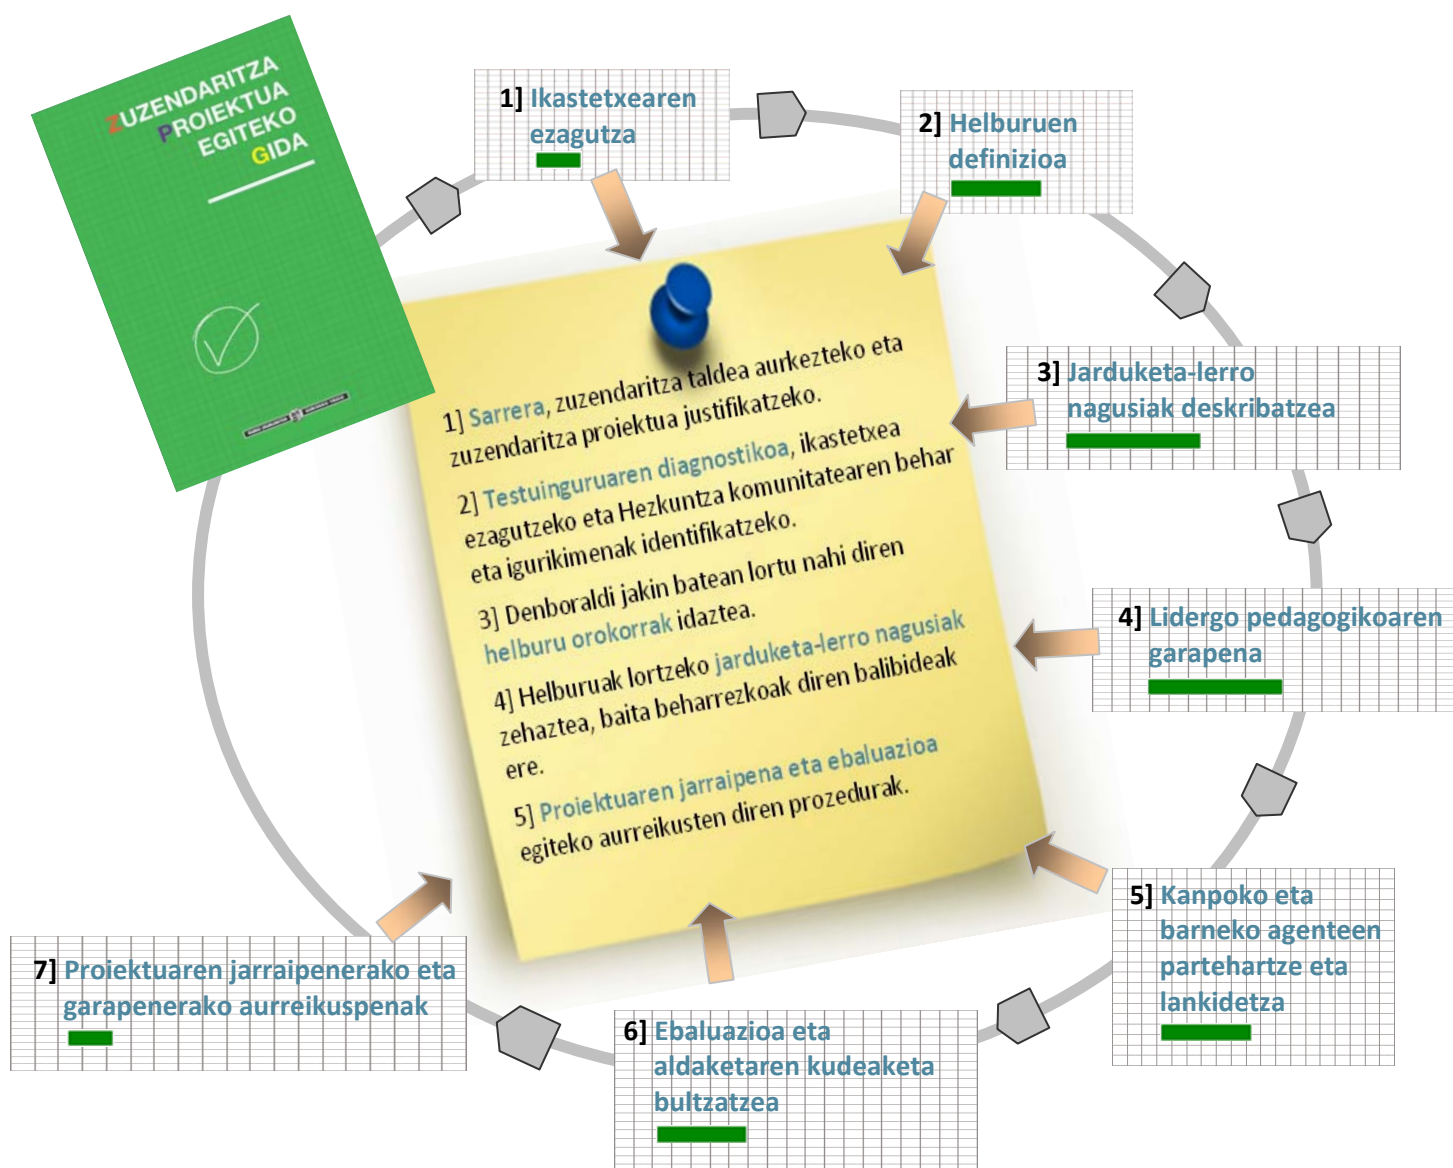 ZUZENDARITZA
PROIEKTUA
EGITEKO
GIDA
1] Ikastetxearen
ezagutza
2] Helburuen
definizioa
3] Jarduketa-lerro
nagusiak deskribatzea
4] Lidergo pedagogikoaren
garapena
5] Kanpoko eta
barneko agenteen
partehartze eta
lankidetza
6] Ebaluazioa eta
aldaketaren kudeaketa
bultzatzea
7] Proiektuaren jarraipenerako eta
garapenerako aurreikuspenak
1] Sarrera, zuzendaritza taldea aurkezteko eta
zuzendaritza proiektua justifikatzeko.
2] Testuinguruaren diagnostikoa, ikastetxea
ezagutzeko eta Hezkuntza komunitatearen behar
eta igurikimenak identifikatzeko.
3] Denboraldi jakin batean lortu nahi diren
helburu orokorrak idaztea.
4] Helburuak lortzeko jarduketa-lerro nagusiak
zehaztea, baita beharrezkoak diren balibideak
ere.
5] Proiektuaren jarraipena eta ebaluazioa
egiteko aurreikusten diren prozedurak.